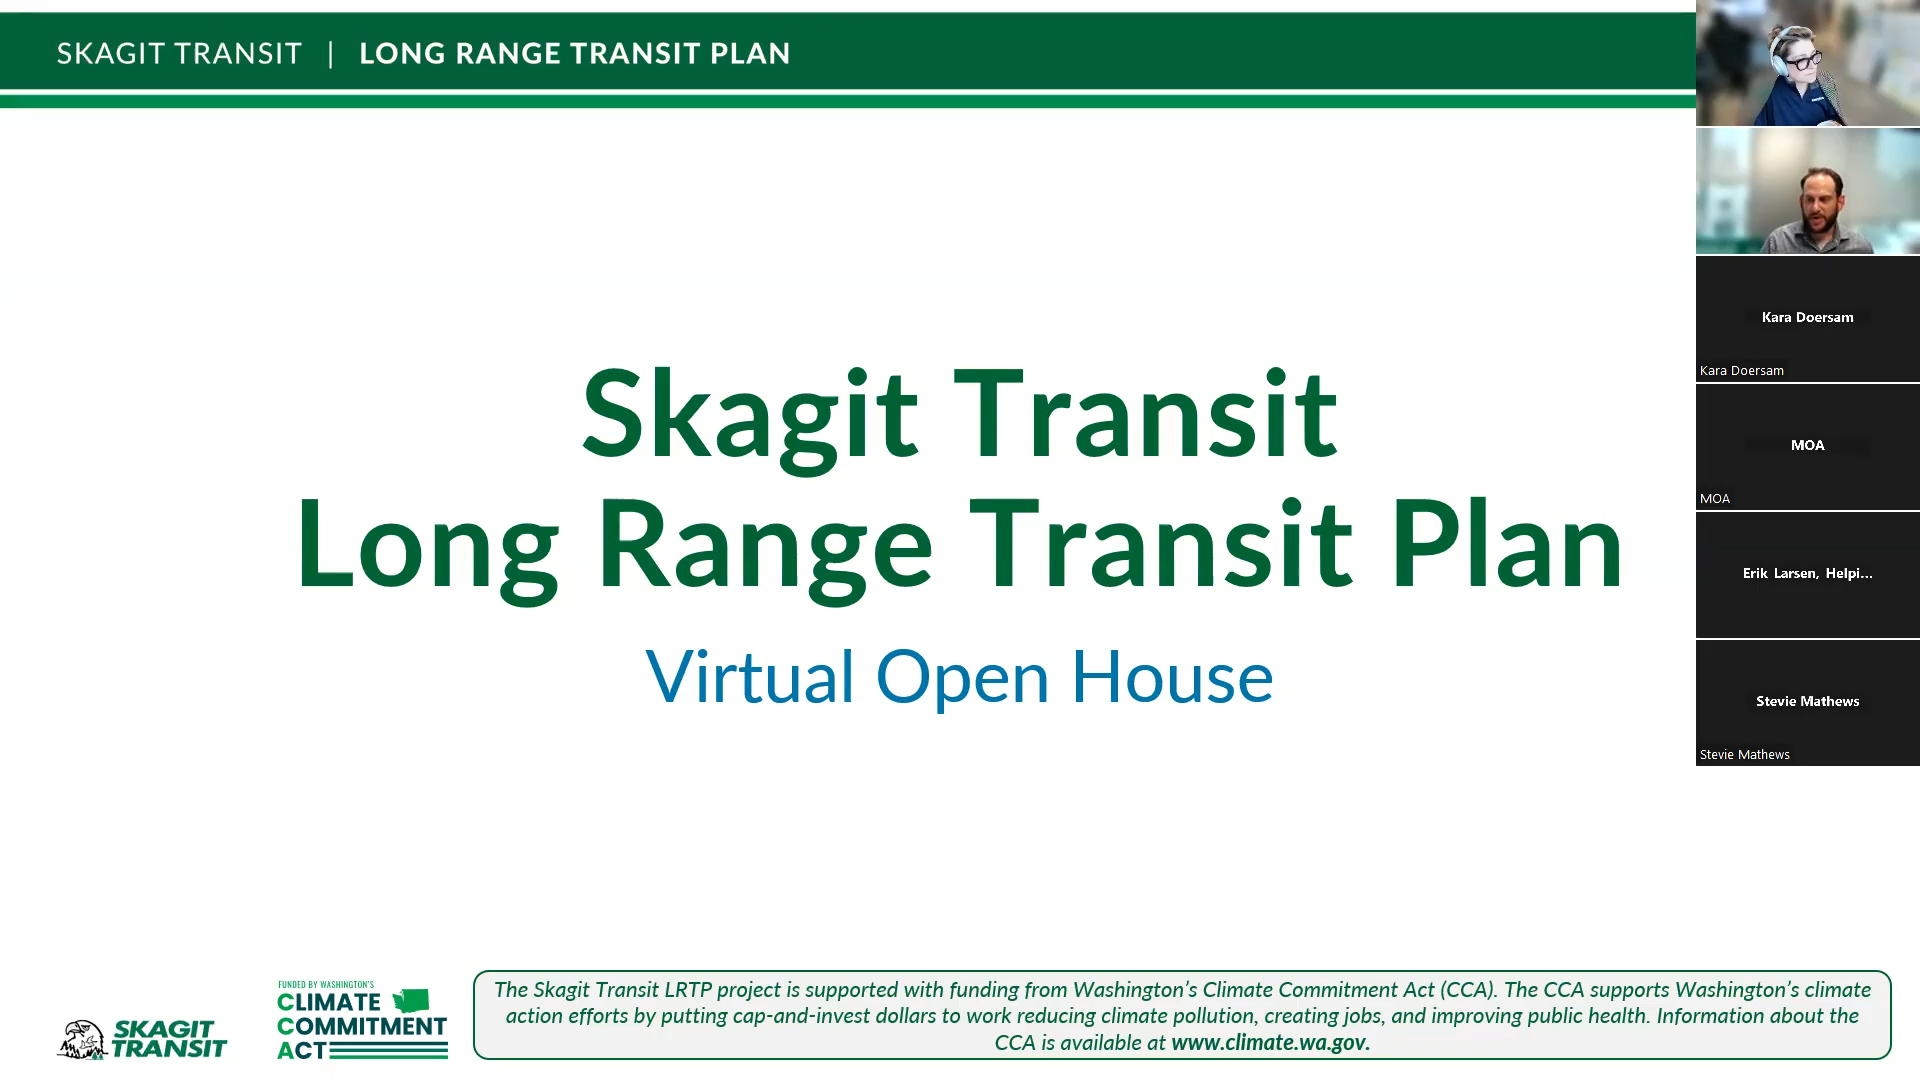 SKAGIT TRANSIT | LONG RANGE TRANSIT PLAN
Skagit Transit
Long Range Transit Plan
Virtual Open House
Kara Doersam
Kara Doersam
MOA
MOA
Erik Larsen, Helpi...
Stevie Mathews
Stevie Mathews
SKAGIT
TRANSIT
FUNDED BY WASHINGTON'S
CLIMATE
COMMITMENT
ACT
The Skagit Transit LRTP project is supported with funding from Washington's Climate Commitment Act (CCA). The CCA supports Washington's climate
action efforts by putting cap-and-invest dollars to work reducing climate pollution, creating jobs, and improving public health. Information about the
CCA is available at www.climate.wa.gov.